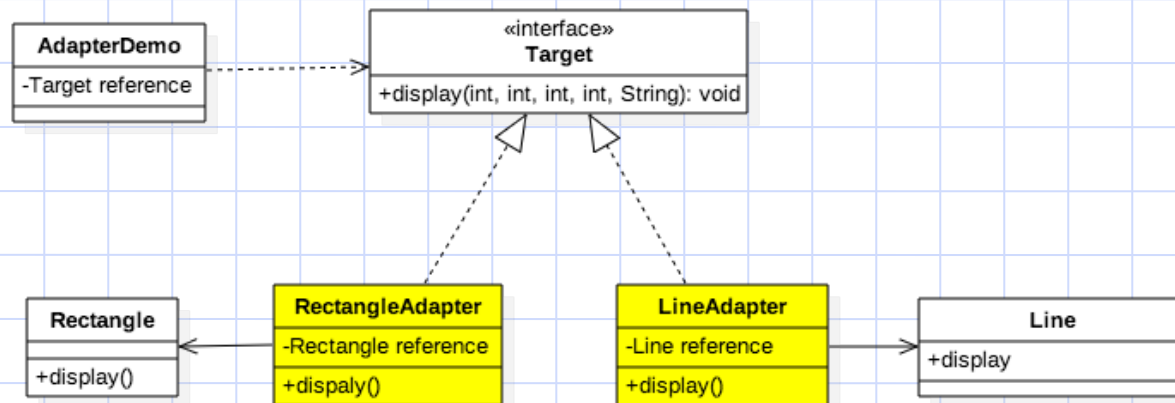 AdapterDemo
-Target reference
«interface»
Target
+display(int, int, int, int, String): void
Rectangle
+display()
RectangleAdapter
-Rectangle reference
+dispaly()
LineAdapter
-Line reference
+display()
Line
+display